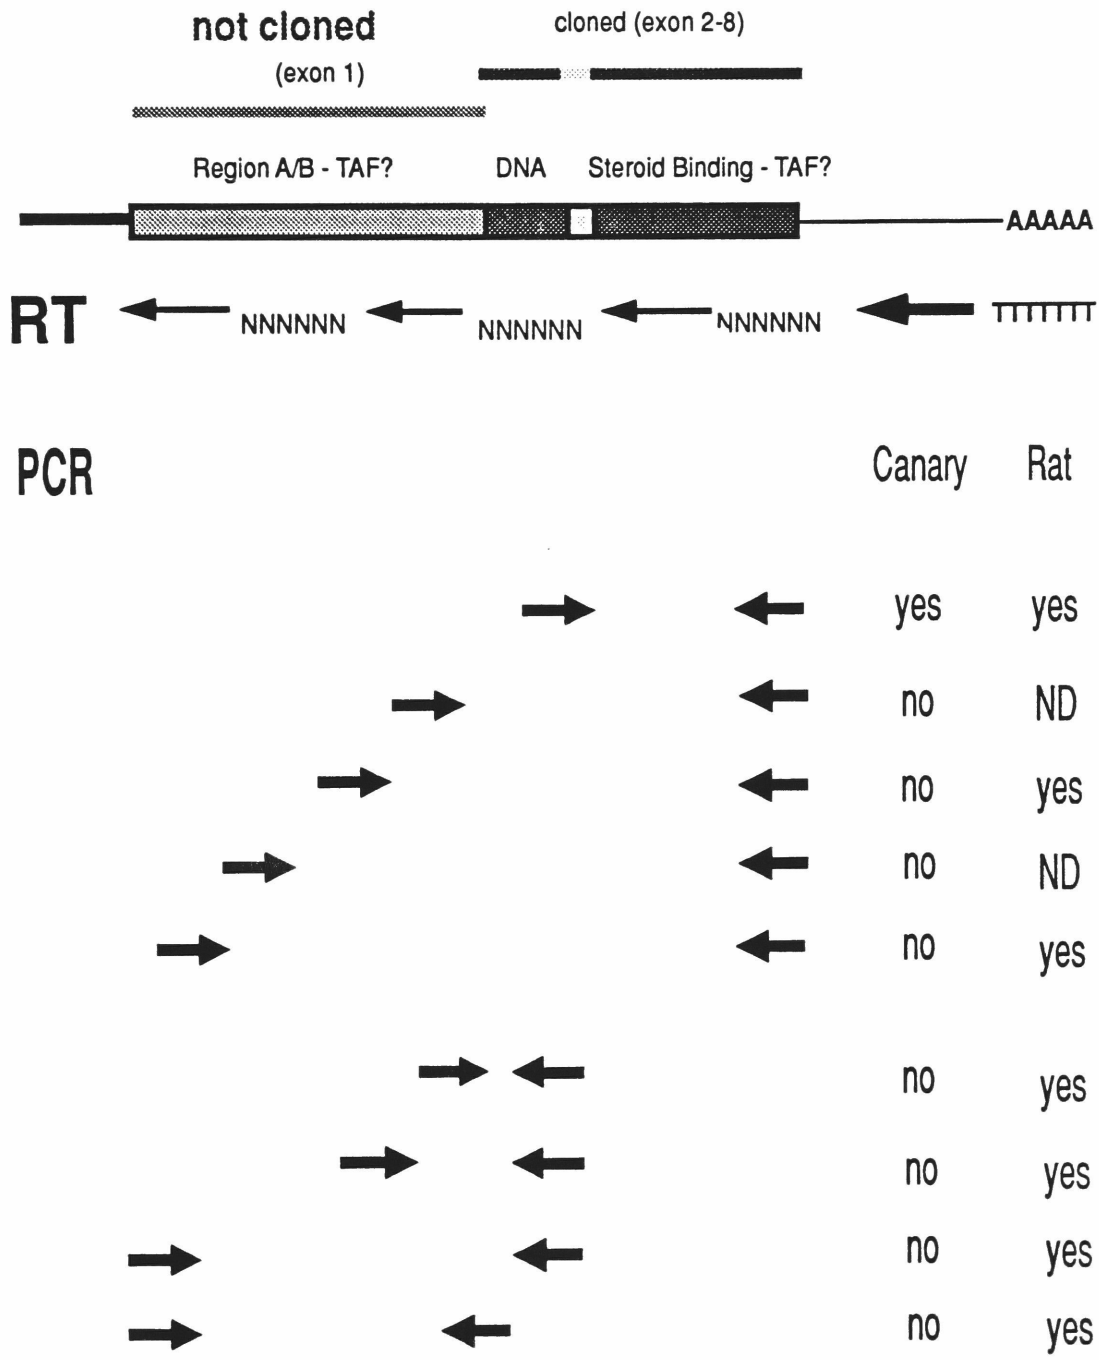 not cloned
cloned (exon 2-8)
(exon 1)
Region A/B - TAF?
DNA
Steroid Binding - TAF?
AAAAA
RT
NNNNNN
NNNNNN
NNNNNN
TTTTTTT
PCR
Canary
Rat
yes
yes
no
ND
no
yes
no
ND
no
yes
no
yes
no
yes
no
yes
no
yes